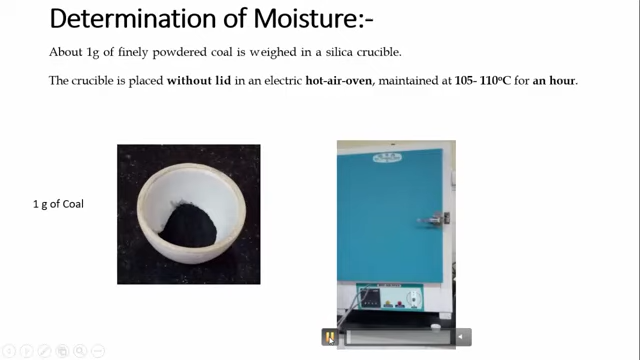 Determination of Moisture:-
About 1g of finely powdered coal is weighed in a silica crucible.
The crucible is placed without lid in an electric hot-air-oven, maintained at 105- 110⁰C for an hour.
1 g of Coal